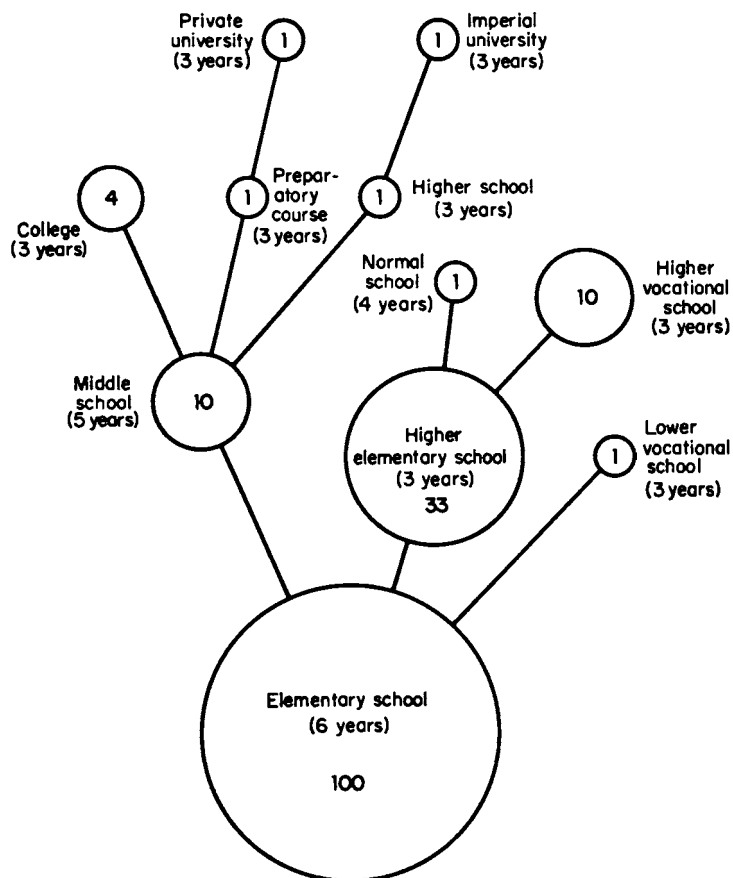 Private
university
(3 years)
1
1
Imperial
university
(3 years)
4
College
(3 years)
1
Prepar-
atory
course
(3 years)
1
Higher school
(3 years)
Normal
school
(4 years)
1
10
Higher
vocational
school
(3 years)
Middle
school
(5 years)
10
Higher
elementary school
(3 years)
33
1
Lower
vocational
school
(3 years)
Elementary school
(6 years)
100